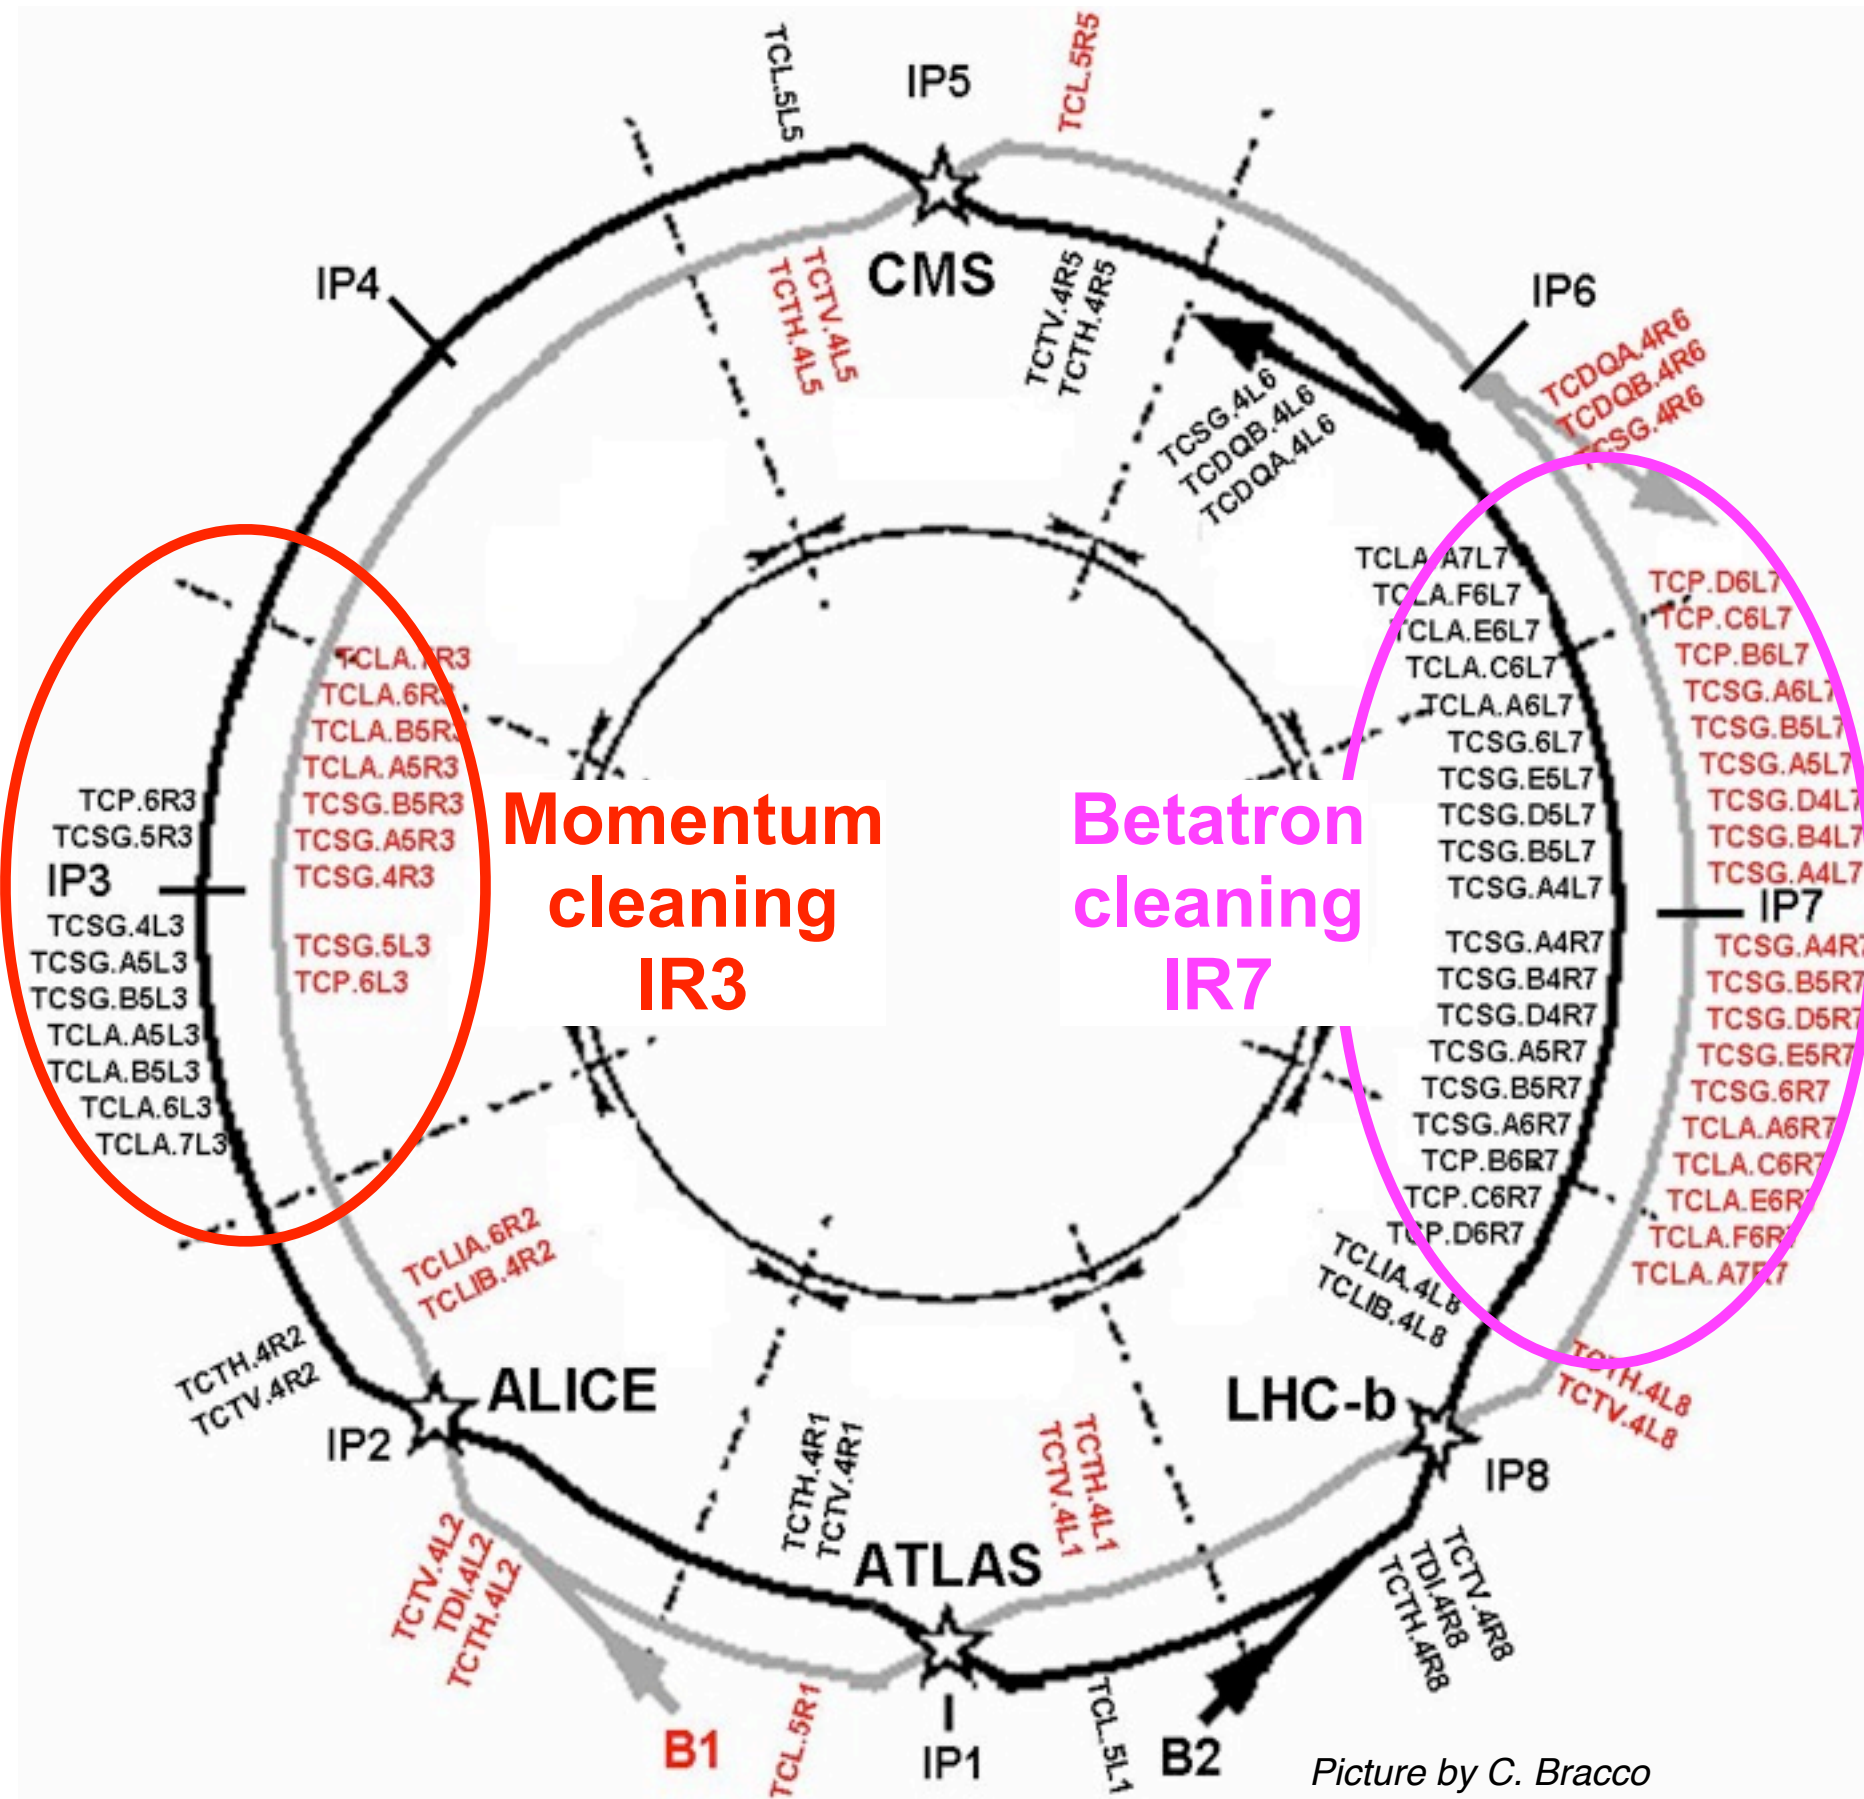 TCL.5L5
IP5
TCL.5R5
CMS
TCTV.4L5
TCTH.4L5
TCTV.4R5
TCTH.4R5
IP4
IP6
TCDQA.4R6
TCDQB.4R6
TCSG.4R6
TCSG.4L6
TCDQB.4L6
TCDQA.4L6
TCLA.7R3
TCLA.6R3
TCLA.B5R3
TCLA.A5R3
TCSG.B5R3
TCSG.A5R3
TCSG.4R3
TCSG.5L3
TCP.6L3
TCP.6R3
TCSG.5R3
IP3
TCSG.4L3
TCSG.A5L3
TCSG.B5L3
TCLA.A5L3
TCLA.B5L3
TCLA.6L3
TCLA.7L3
Momentum
cleaning
IR3
Betatron
cleaning
IR7
TCLA.A7L7
TCLA.F6L7
TCLA.E6L7
TCLA.C6L7
TCLA.A6L7
TCSG.6L7
TCSG.E5L7
TCSG.D5L7
TCSG.B5L7
TCSG.A4L7
TCSG.A4R7
TCSG.B4R7
TCSG.D4R7
TCSG.A5R7
TCSG.B5R7
TCSG.A6R7
TCP.B6R7
TCP.C6R7
TCP.D6R7
TCP.D6L7
TCP.C6L7
TCP.B6L7
TCSG.A6L7
TCSG.B5L7
TCSG.A5L7
TCSG.D4L7
TCSG.B4L7
TCSG.A4L7
IP7
TCSG.A4R7
TCSG.B5R7
TCSG.D5R7
TCSG.E5R7
TCSG.6R7
TCLA.A6R7
TCLA.C6R7
TCLA.E6R7
TCLA.F6R7
TCLA.A7R7
TCLIA.6R2
TCLIB.4R2
TCTH.4R2
TCTV.4R2
ALICE
IP2
TCLIA.4L8
TCLIB.4L8
TCTH.4L8
TCTV.4L8
LHC-b
IP8
TCTH.4R1
TCTV.4R1
TCTH.4L1
TCTV.4L1
ATLAS
TCTV.4L2
TDI.4L2
TCTH.4L2
TCTV.4R8
TDI.4R8
TCTH.4R8
B1
TCL.5R1
IP1
TCL.5L1
B2
Picture by C. Bracco